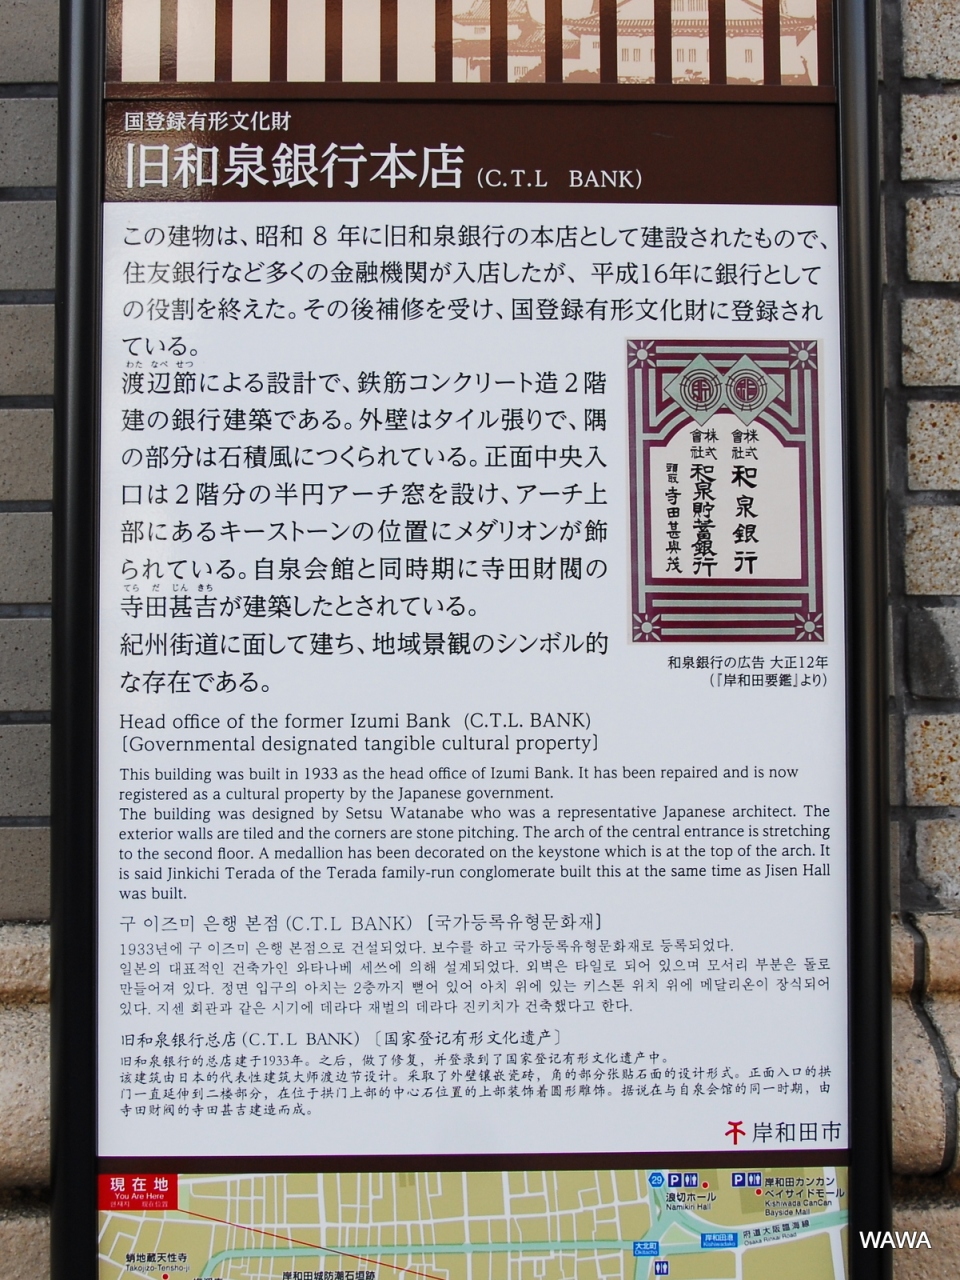 国登録有形文化財
旧和泉銀行本店 (C.T.L BANK)
この建物は、昭和 8 年に旧和泉銀行の本店として建設されたもので、
住友銀行など多くの金融機関が入店したが、平成16年に銀行として
の役割を終えた。その後補修を受け、国登録有形文化財に登録され
ている。
わた なべ せつ
渡辺節による設計で、鉄筋コンクリート造2階
建の銀行建築である。外壁はタイル張りで、隅
の部分は石積風につくられている。正面中央入
口は2階分の半円アーチ窓を設け、アーチ上
部にあるキーストーンの位置にメダリオンが飾
られている。自泉会館と同時期に寺田財閥の
てら だ じん きち
寺田甚吉が建築したとされている。
紀州街道に面して建ち、地域景観のシンボル的
な存在である。
株式會社 和泉銀行
株式會社 和泉貯蓄銀行
頭取 寺田甚與茂
和泉銀行の広告 大正12年
(『岸和田要鑑』より)
Head office of the former Izumi Bank (C.T.L. BANK)
[Governmental designated tangible cultural property]
This building was built in 1933 as the head office of Izumi Bank. It has been repaired and is now
registered as a cultural property by the Japanese government.
The building was designed by Setsu Watanabe who was a representative Japanese architect. The
exterior walls are tiled and the corners are stone pitching. The arch of the central entrance is stretching
to the second floor. A medallion has been decorated on the keystone which is at the top of the arch. It
is said Jinkichi Terada of the Terada family-run conglomerate built this at the same time as Jisen Hall
was built.
구 이즈미 은행 본점 (C.T.L BANK) [국가등록유형문화재]
1933년에 구 이즈미 은행 본점으로 건설되었다. 보수를 하고 국가등록유형문화재로 등록되었다.
일본의 대표적인 건축가인 와타나베 세쓰에 의해 설계되었다. 외벽은 타일로 되어 있으며 모서리 부분은 돌로
만들어져 있다. 정면 입구의 아치는 2층까지 뻗어 있어 아치 위에 있는 키스톤 위치 위에 메달리온이 장식되어
있다. 지센 회관과 같은 시기에 데라다 재벌의 데라다 진키치가 건축했다고 한다.
旧和泉银行总店 (C.T.L BANK) 〔国家登记有形文化遗产〕
旧和泉银行的总店建于1933年。之后，做了修复，并登录到了国家登记有形文化遗产中。
该建筑由日本的代表性建筑大师渡边节设计。采取了外壁镶嵌瓷砖，角的部分张贴石面的设计形式。正面入口的拱
门一直延伸到二楼部分，在位于拱门上部的中心石位置的上部装饰着圆形雕饰。据说在与自泉会馆的同一时期，由
寺田财阀的寺田甚吉建造而成。
岸和田市
現在地
You Are Here
29
P
P
浪切ホール
Namikiri Hall
岸和田カンカン
ベイサイドモール
Kishiwada CanCan
Bayside Mall
大北町
岸和田港
府道大阪臨海線
Osaka Rinkai Road
蛸地蔵天性寺
Takojizo-Tensho-ji
岸和田城防潮石垣跡
WAWA